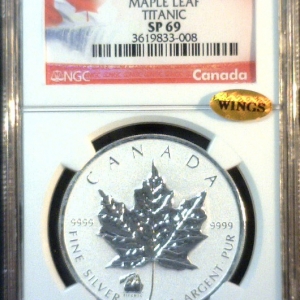 MAPLE LEAF
TITANIC
SP 69
3619833-008
NGC
Canada
WINGS
CANADA
9999
9999
FINE SILVER
ARGENT PUR